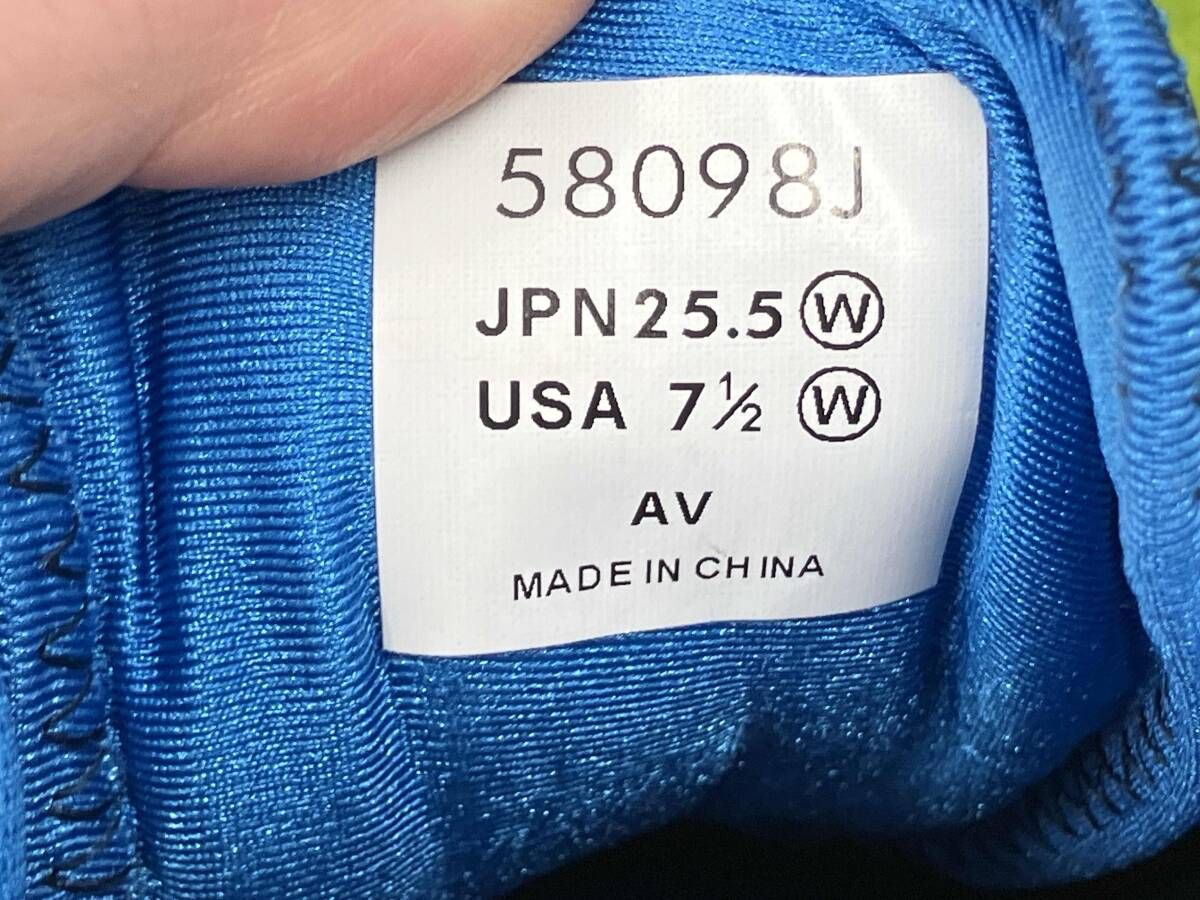 58098J
JPN 25.5 Ⓦ
USA 7½ Ⓦ
AV
MADE IN CHINA